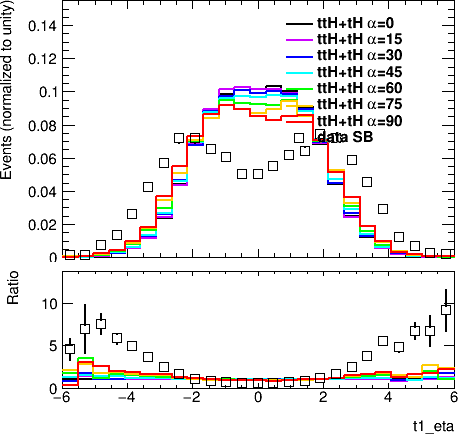 Events (normalized to unity)
0.14
0.12
0.1
0.08
0.06
0.04
0.02
0
ttH+tH α=0
ttH+tH α=15
ttH+tH α=30
ttH+tH α=45
ttH+tH α=60
ttH+tH α=75
ttH+tH α=90
data SB
Ratio
10
5
0
−6 −4 −2 0 2 4 6
t1_eta